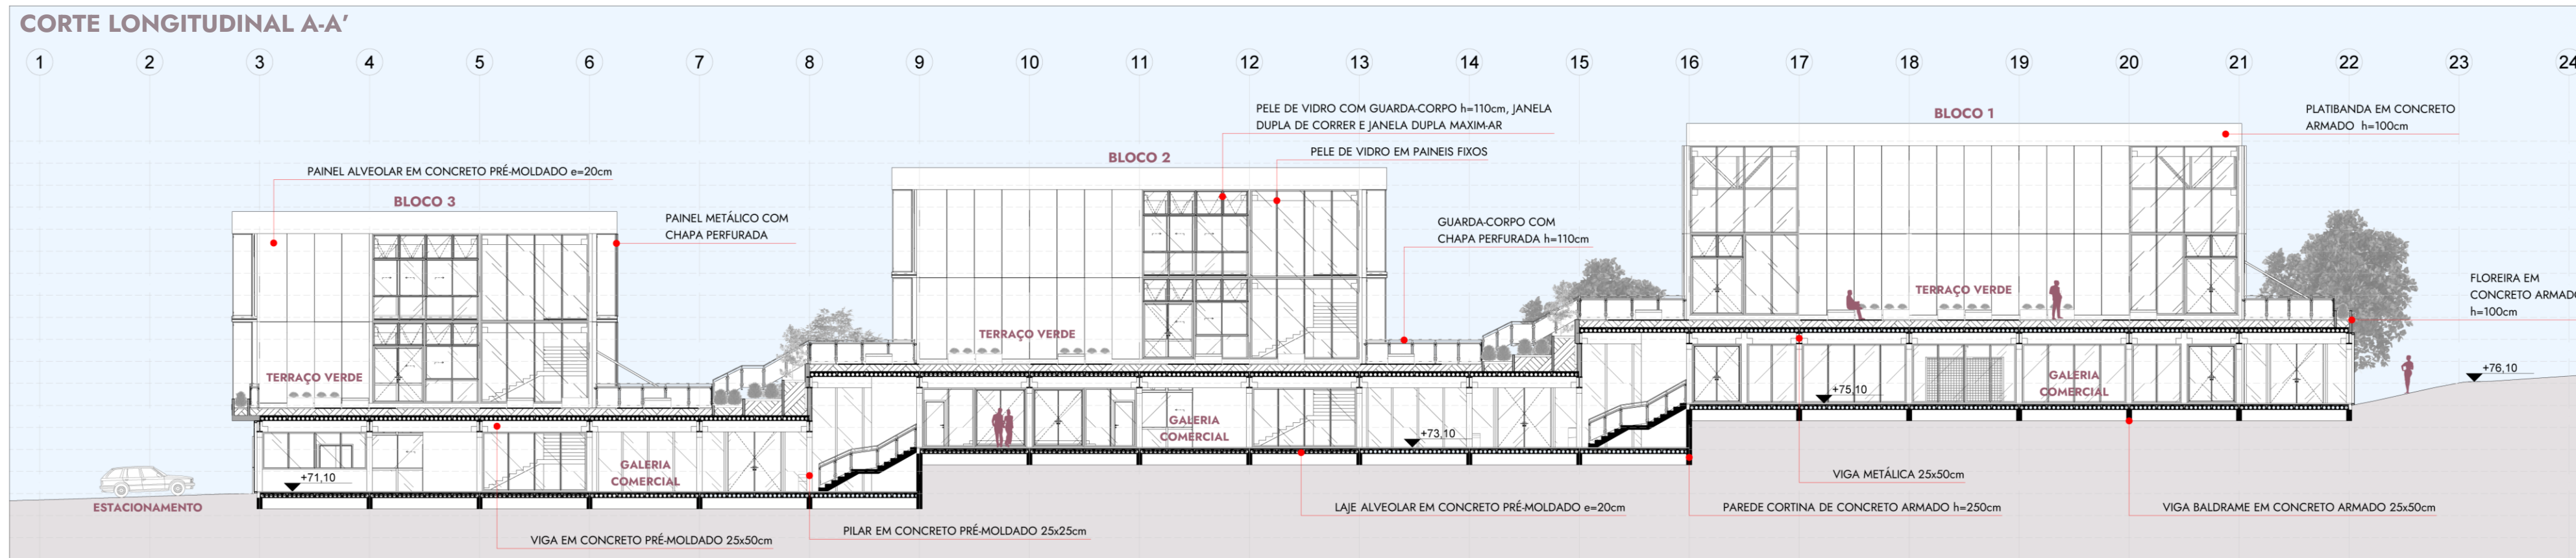 CORTE LONGITUDINAL A-A'
1 2 3 4 5 6 7 8 9 10 11 12 13 14 15 16 17 18 19 20 21 22 23 24
PELE DE VIDRO COM GUARDA-CORPO h=110cm, JANELA
DUPLA DE CORRER E JANELA DUPLA MAXIM-AR
BLOCO 1
PLATIBANDA EM CONCRETO
ARMADO h=100cm
BLOCO 2
PELE DE VIDRO EM PAINEIS FIXOS
PAINEL ALVEOLAR EM CONCRETO PRÉ-MOLDADO e=20cm
BLOCO 3
PAINEL METÁLICO COM
CHAPA PERFURADA
GUARDA-CORPO COM
CHAPA PERFURADA h=110cm
FLOREIRA EM
CONCRETO ARMADO
h=100cm
TERRAÇO VERDE
TERRAÇO VERDE
TERRAÇO VERDE
+76,10
GALERIA
COMERCIAL
+75,10
GALERIA
COMERCIAL
+73,10
GALERIA
COMERCIAL
+71,10
ESTACIONAMENTO
VIGA METÁLICA 25x50cm
LAJE ALVEOLAR EM CONCRETO PRÉ-MOLDADO e=20cm
PAREDE CORTINA DE CONCRETO ARMADO h=250cm
VIGA BALDRAME EM CONCRETO ARMADO 25x50cm
PILAR EM CONCRETO PRÉ-MOLDADO 25x25cm
VIGA EM CONCRETO PRÉ-MOLDADO 25x50cm